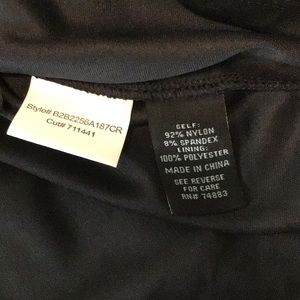 Style# B2B2256A187CR
Cut# 711441
SELF:
92% NYLON
8% SPANDEX
LINING:
100% POLYESTER
MADE IN CHINA
SEE REVERSE
FOR CARE
RN# 74883